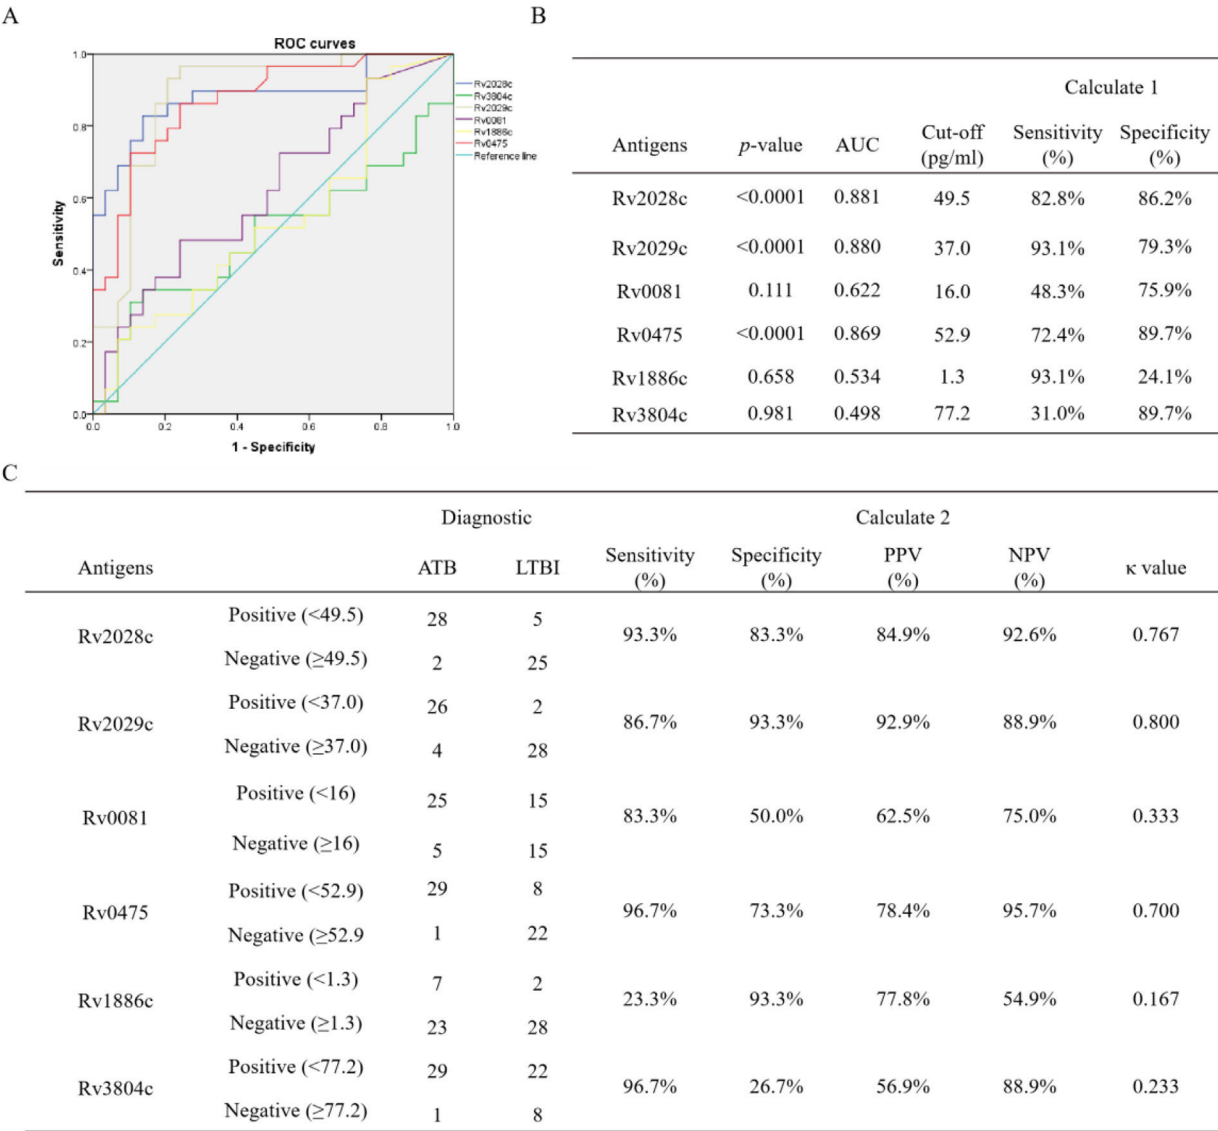 A
ROC curves
1.0
0.8
0.6
0.4
0.2
0.0
Sensitivity
0.0 0.2 0.4 0.6 0.8 1.0
1 - Specificity
Rv2028c
Rv3804c
Rv2029c
Rv0081
Rv1886c
Rv0475
Reference line
B
Calculate 1
Antigens p-value AUC Cut-off (pg/ml) Sensitivity (%) Specificity (%)
Rv2028c <0.0001 0.881 49.5 82.8% 86.2%
Rv2029c <0.0001 0.880 37.0 93.1% 79.3%
Rv0081 0.111 0.622 16.0 48.3% 75.9%
Rv0475 <0.0001 0.869 52.9 72.4% 89.7%
Rv1886c 0.658 0.534 1.3 93.1% 24.1%
Rv3804c 0.981 0.498 77.2 31.0% 89.7%
C
Diagnostic Calculate 2
Antigens ATB LTBI Sensitivity (%) Specificity (%) PPV (%) NPV (%) κ value
Rv2028c
Positive (<49.5) 28 5
Negative (≥49.5) 2 25
93.3% 83.3% 84.9% 92.6% 0.767
Rv2029c
Positive (<37.0) 26 2
Negative (≥37.0) 4 28
86.7% 93.3% 92.9% 88.9% 0.800
Rv0081
Positive (<16) 25 15
Negative (≥16) 5 15
83.3% 50.0% 62.5% 75.0% 0.333
Rv0475
Positive (<52.9) 29 8
Negative (≥52.9 1 22
96.7% 73.3% 78.4% 95.7% 0.700
Rv1886c
Positive (<1.3) 7 2
Negative (≥1.3) 23 28
23.3% 93.3% 77.8% 54.9% 0.167
Rv3804c
Positive (<77.2) 29 22
Negative (≥77.2) 1 8
96.7% 26.7% 56.9% 88.9% 0.233